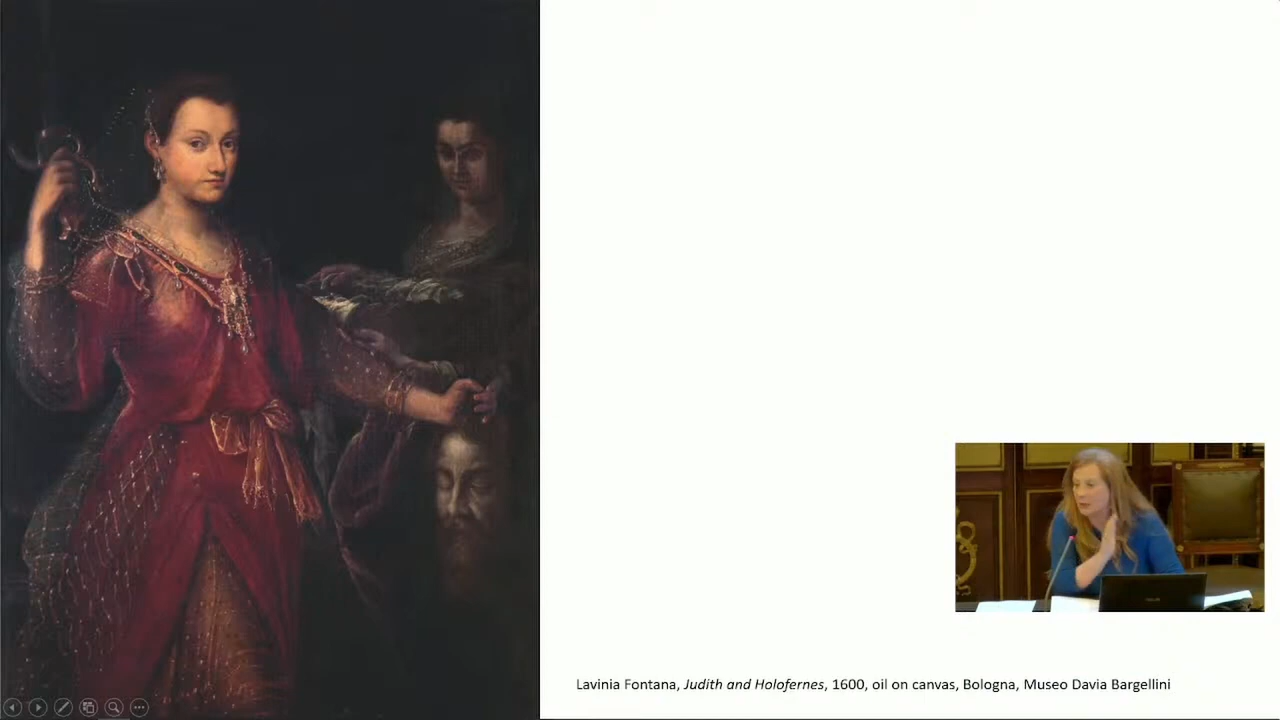 Lavinia Fontana, Judith and Holofernes, 1600, oil on canvas, Bologna, Museo Davia Bargellini